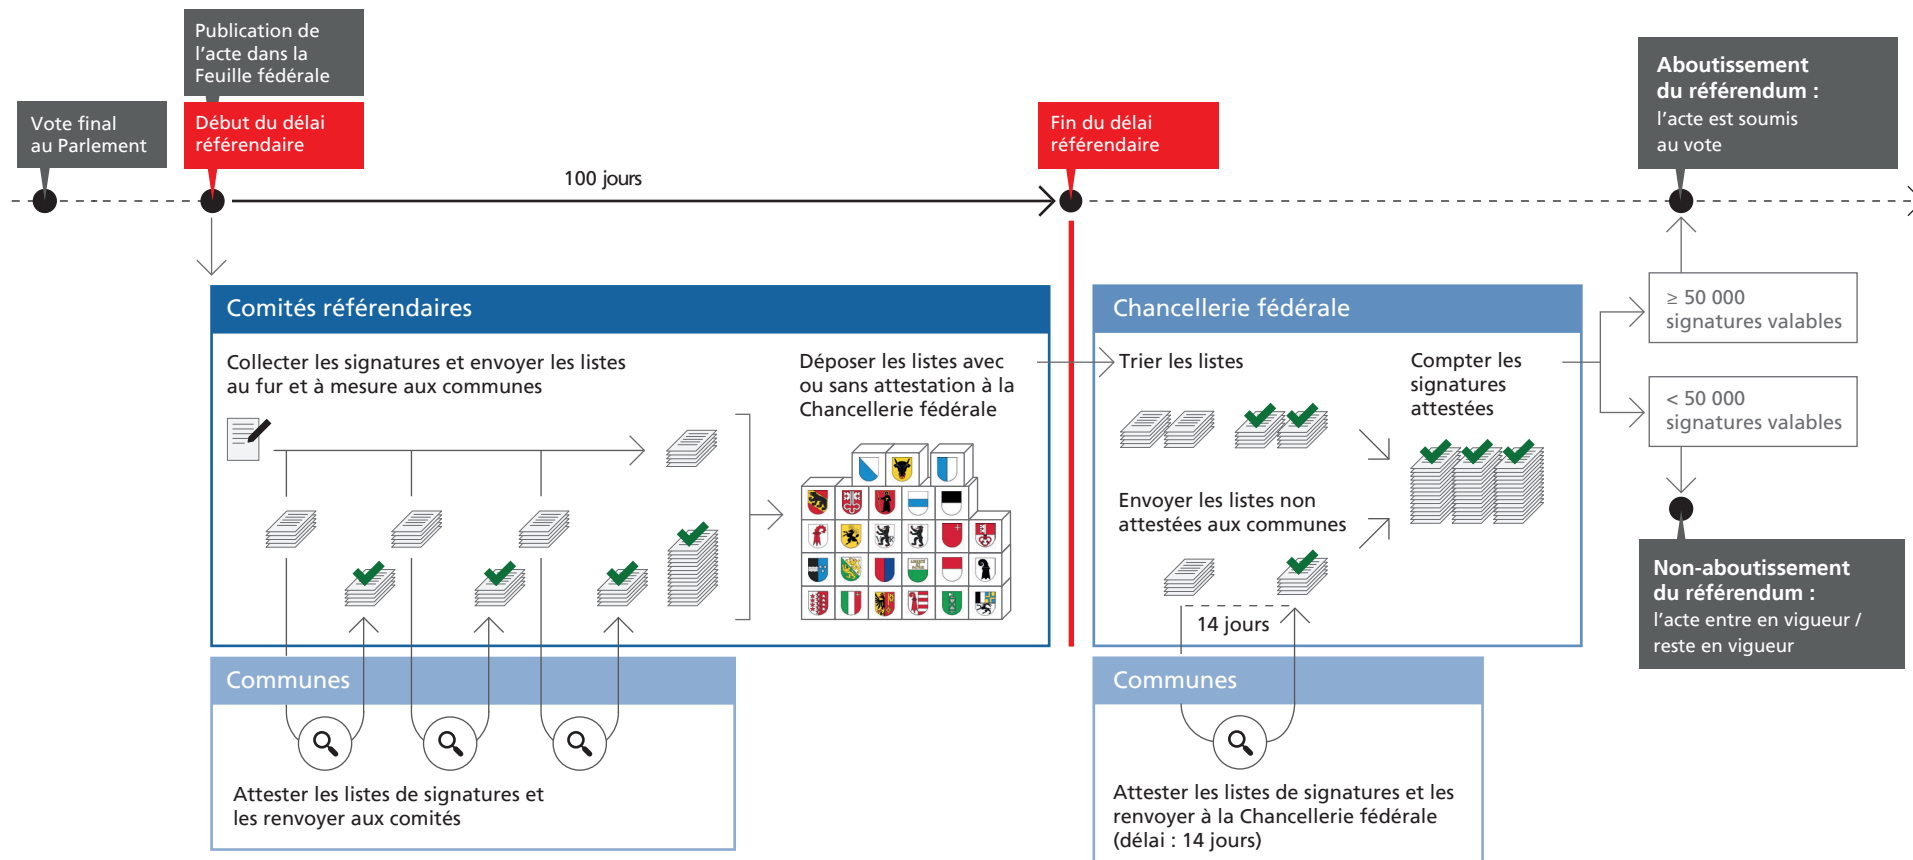 Publication de
l'acte dans la
Feuille fédérale
Vote final
au Parlement
Début du délai
référendaire
100 jours
Fin du délai
référendaire
Aboutissement
du référendum :
l'acte est soumis
au vote
Comités référendaires
Collecter les signatures et envoyer les listes
au fur et à mesure aux communes
Déposer les listes avec
ou sans attestation à la
Chancellerie fédérale
Communes
Attester les listes de signatures et
les renvoyer aux comités
Chancellerie fédérale
Trier les listes
Envoyer les listes non
attestées aux communes
14 jours
Compter les
signatures
attestées
Communes
Attester les listes de signatures et les
renvoyer à la Chancellerie fédérale
(délai : 14 jours)
≥ 50 000
signatures valables
< 50 000
signatures valables
Non-aboutissement
du référendum :
l'acte entre en vigueur /
reste en vigueur